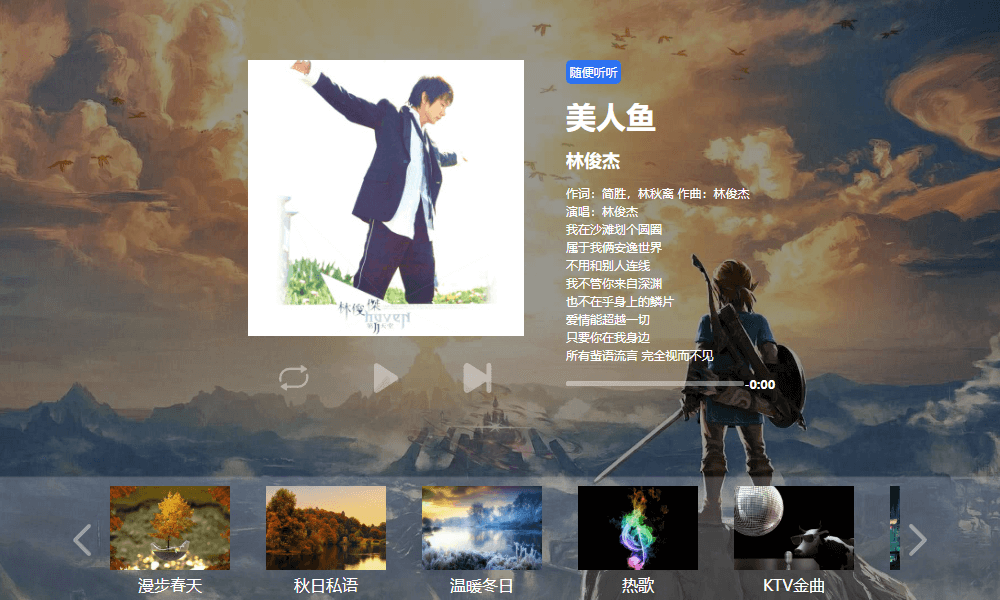 林俊傑
haven
随便听听
美人鱼
林俊杰
作词：简胜，林秋离 作曲：林俊杰
演唱：林俊杰
我在沙滩划个圆圈
属于我俩安逸世界
不用和别人连线
我不管你来自深渊
也不在乎身上的鳞片
爱情能超越一切
只要你在我身边
所有蜚语流言 完全视而不见
-0:00
漫步春天
秋日私语
温暖冬日
热歌
KTV金曲